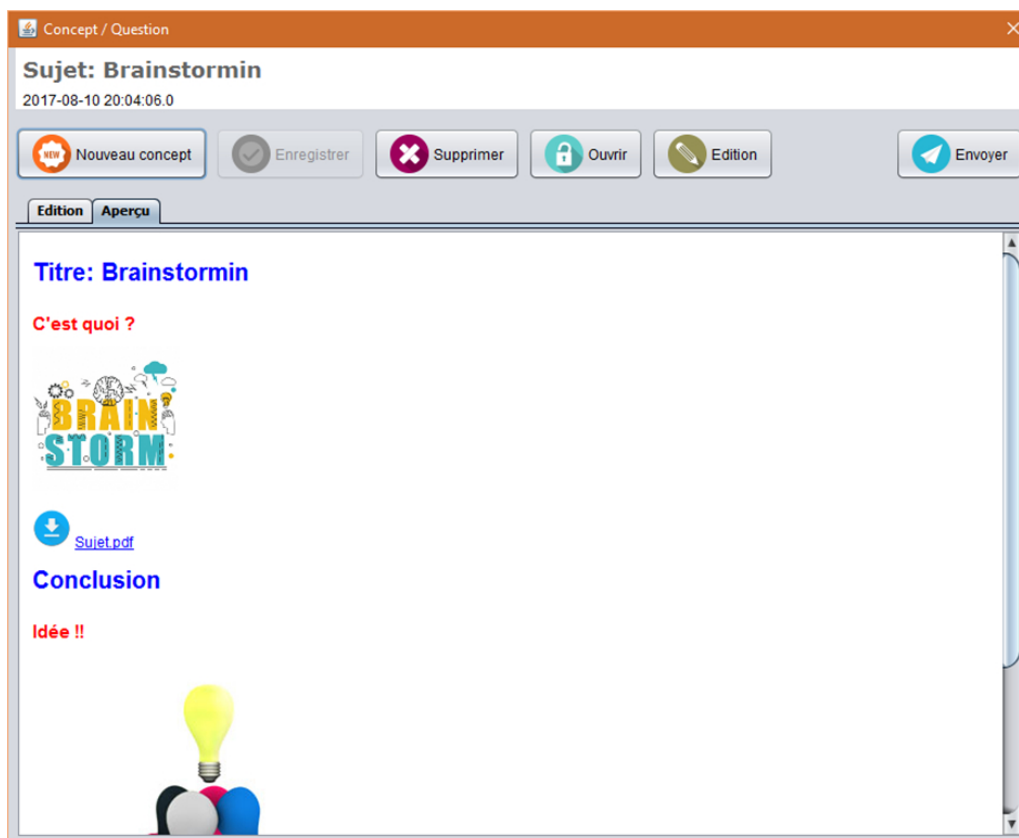 Concept / Question
Sujet: Brainstormin
2017-08-10 20:04:06.0
NEW Nouveau concept Enregistrer Supprimer Ouvrir Edition Envoyer
Edition Aperçu
Titre: Brainstormin
C'est quoi ?
BRAIN
STORM
Sujet.pdf
Conclusion
Idée !!